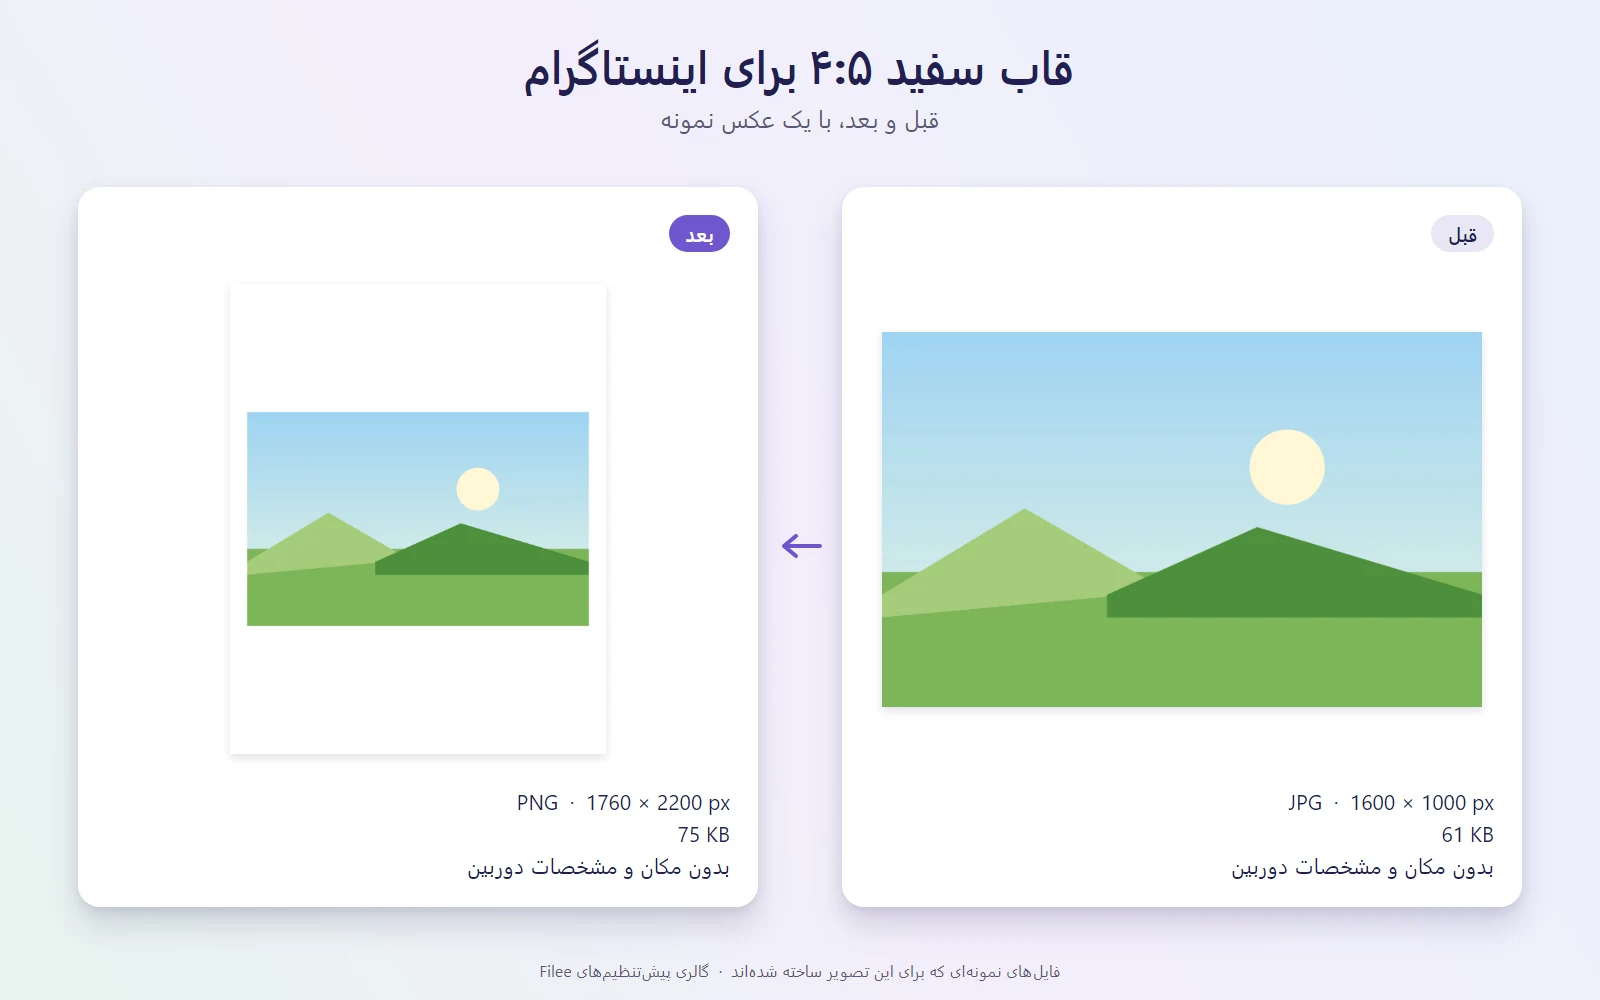 قاب سفید ۴:۵ برای اینستاگرام
قبل و بعد، با یک عکس نمونه
قبل
JPG · 1600 × 1000 px
61 KB
بدون مکان و مشخصات دوربین
بعد
PNG · 1760 × 2200 px
75 KB
بدون مکان و مشخصات دوربین
فایل‌های نمونه‌ای که برای این تصویر ساخته شده‌اند · گالری پیش‌تنظیم‌های Filee